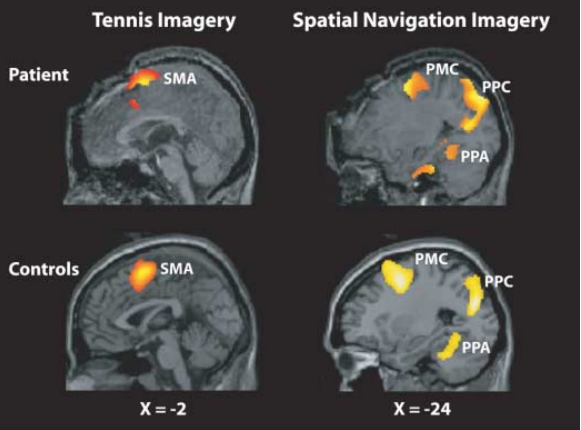 Tennis Imagery
Spatial Navigation Imagery
Patient
SMA
PMC
PPC
PPA
Controls
SMA
PMC
PPC
PPA
X = -2
X = -24